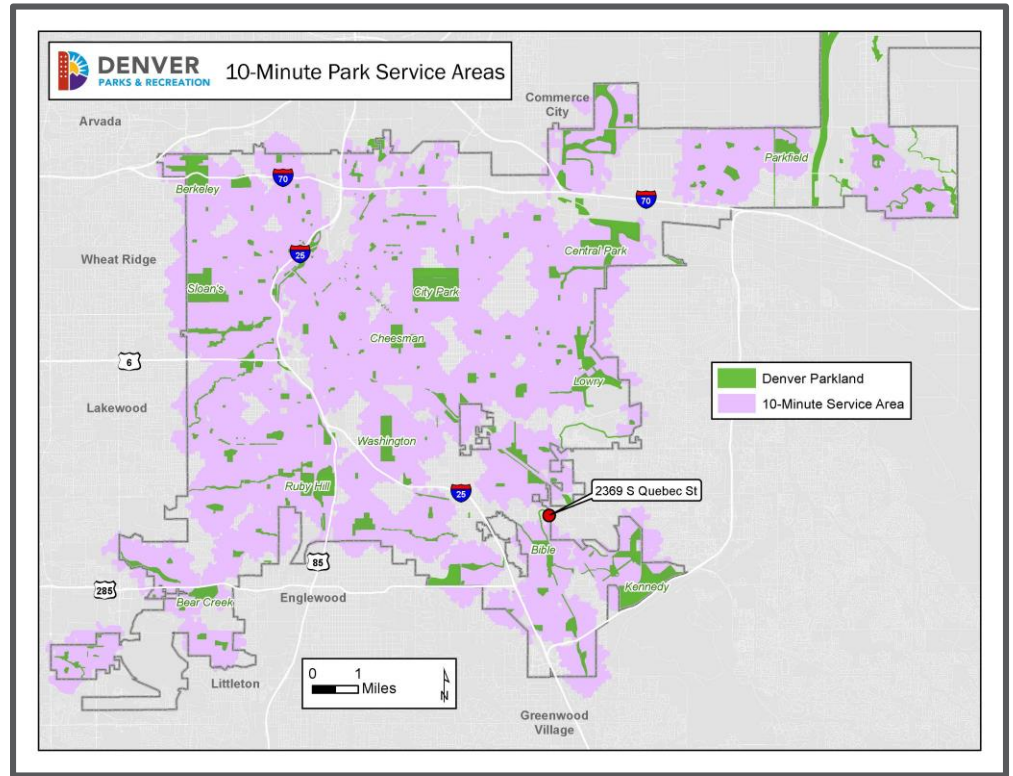 DENVER
PARKS & RECREATION
10-Minute Park Service Areas
Commerce
City
Arvada
Parkfield
Berkeley
70
70
Central Park
25
Wheat Ridge
Sloan's
City Park
Cheesman
6
Lowry
Denver Parkland
10-Minute Service Area
Lakewood
Washington
Ruby Hill
25
2369 S Quebec St
Bible
85
Kennedy
285
Englewood
Bear Creek
0 1
Miles
N
Littleton
Greenwood
Village